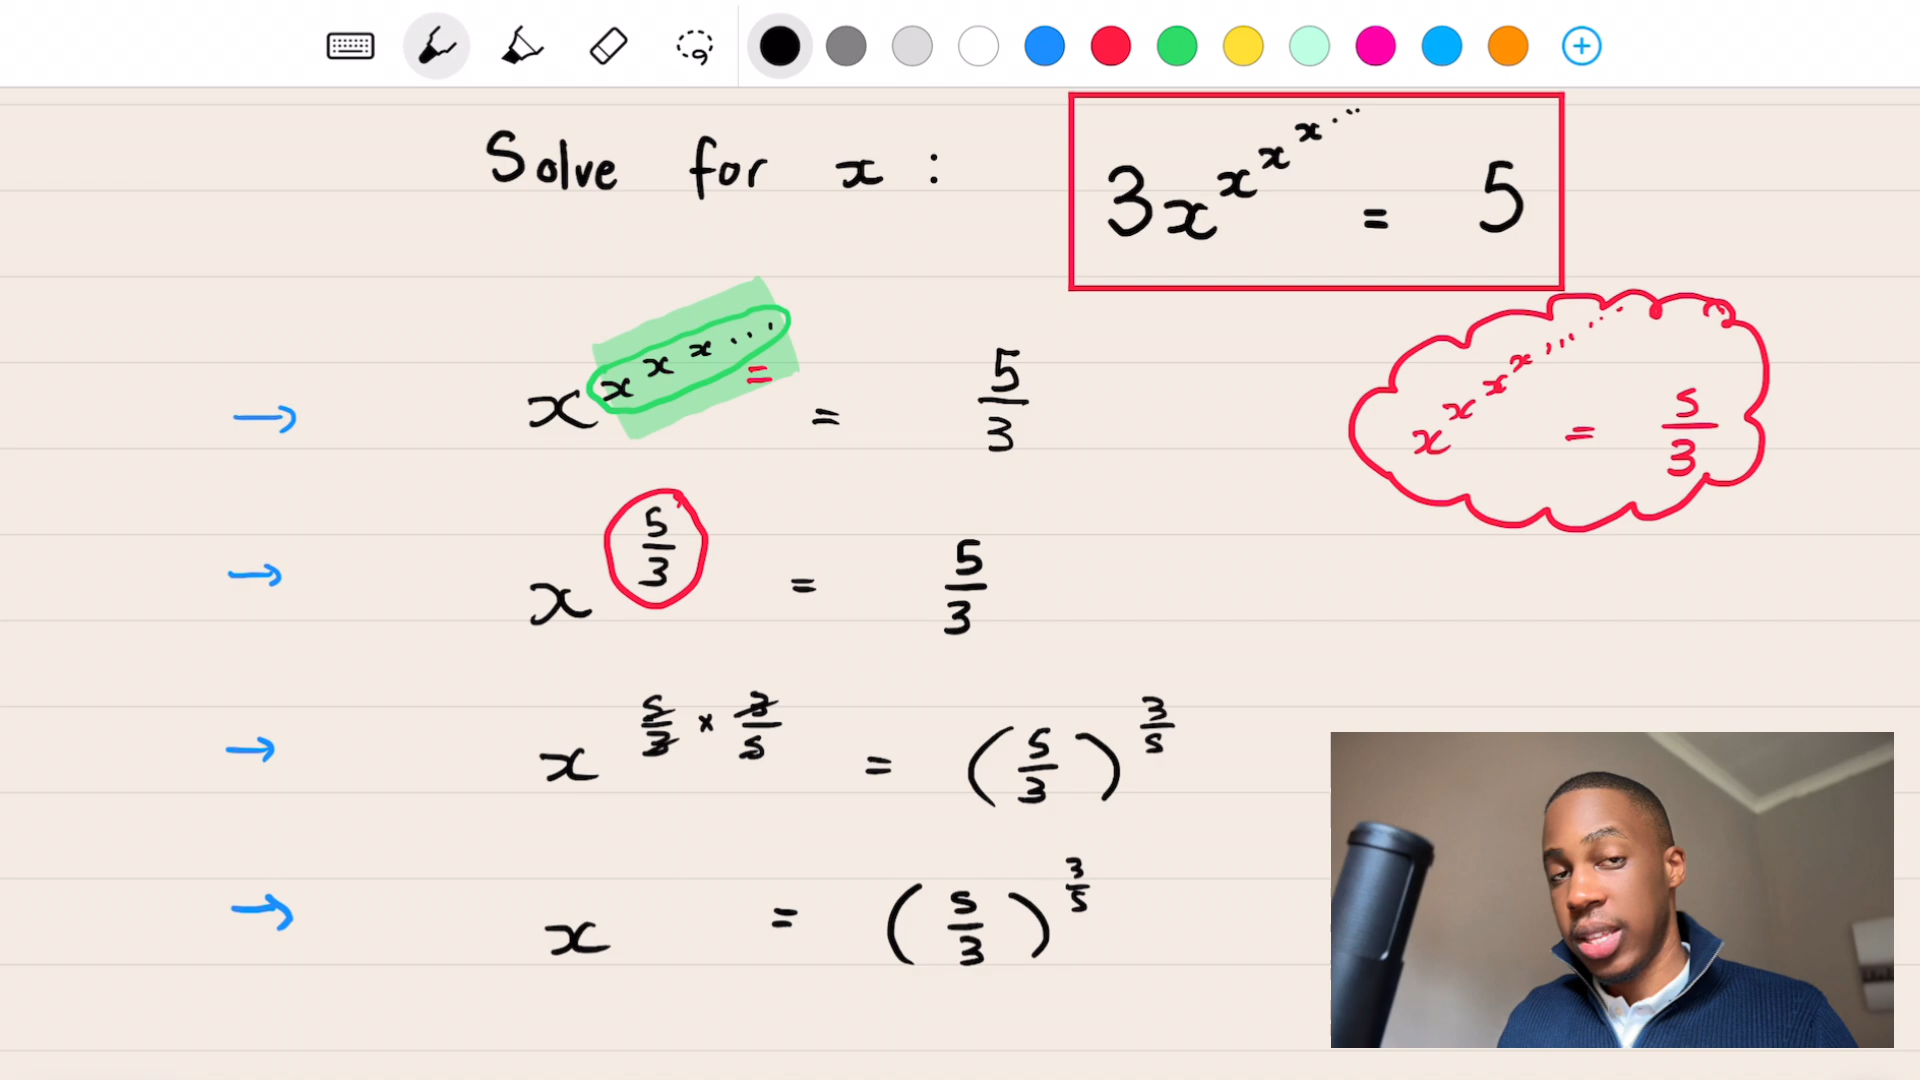 Solve for x : 3x^x^x^x^... = 5
→ x^x^x^x^... = 5/3
x^x^x^x^... = 5/3
→ x^(5/3) = 5/3
→ x^(5/3 × 3/5) = (5/3)^(3/5)
→ x = (5/3)^(3/5)